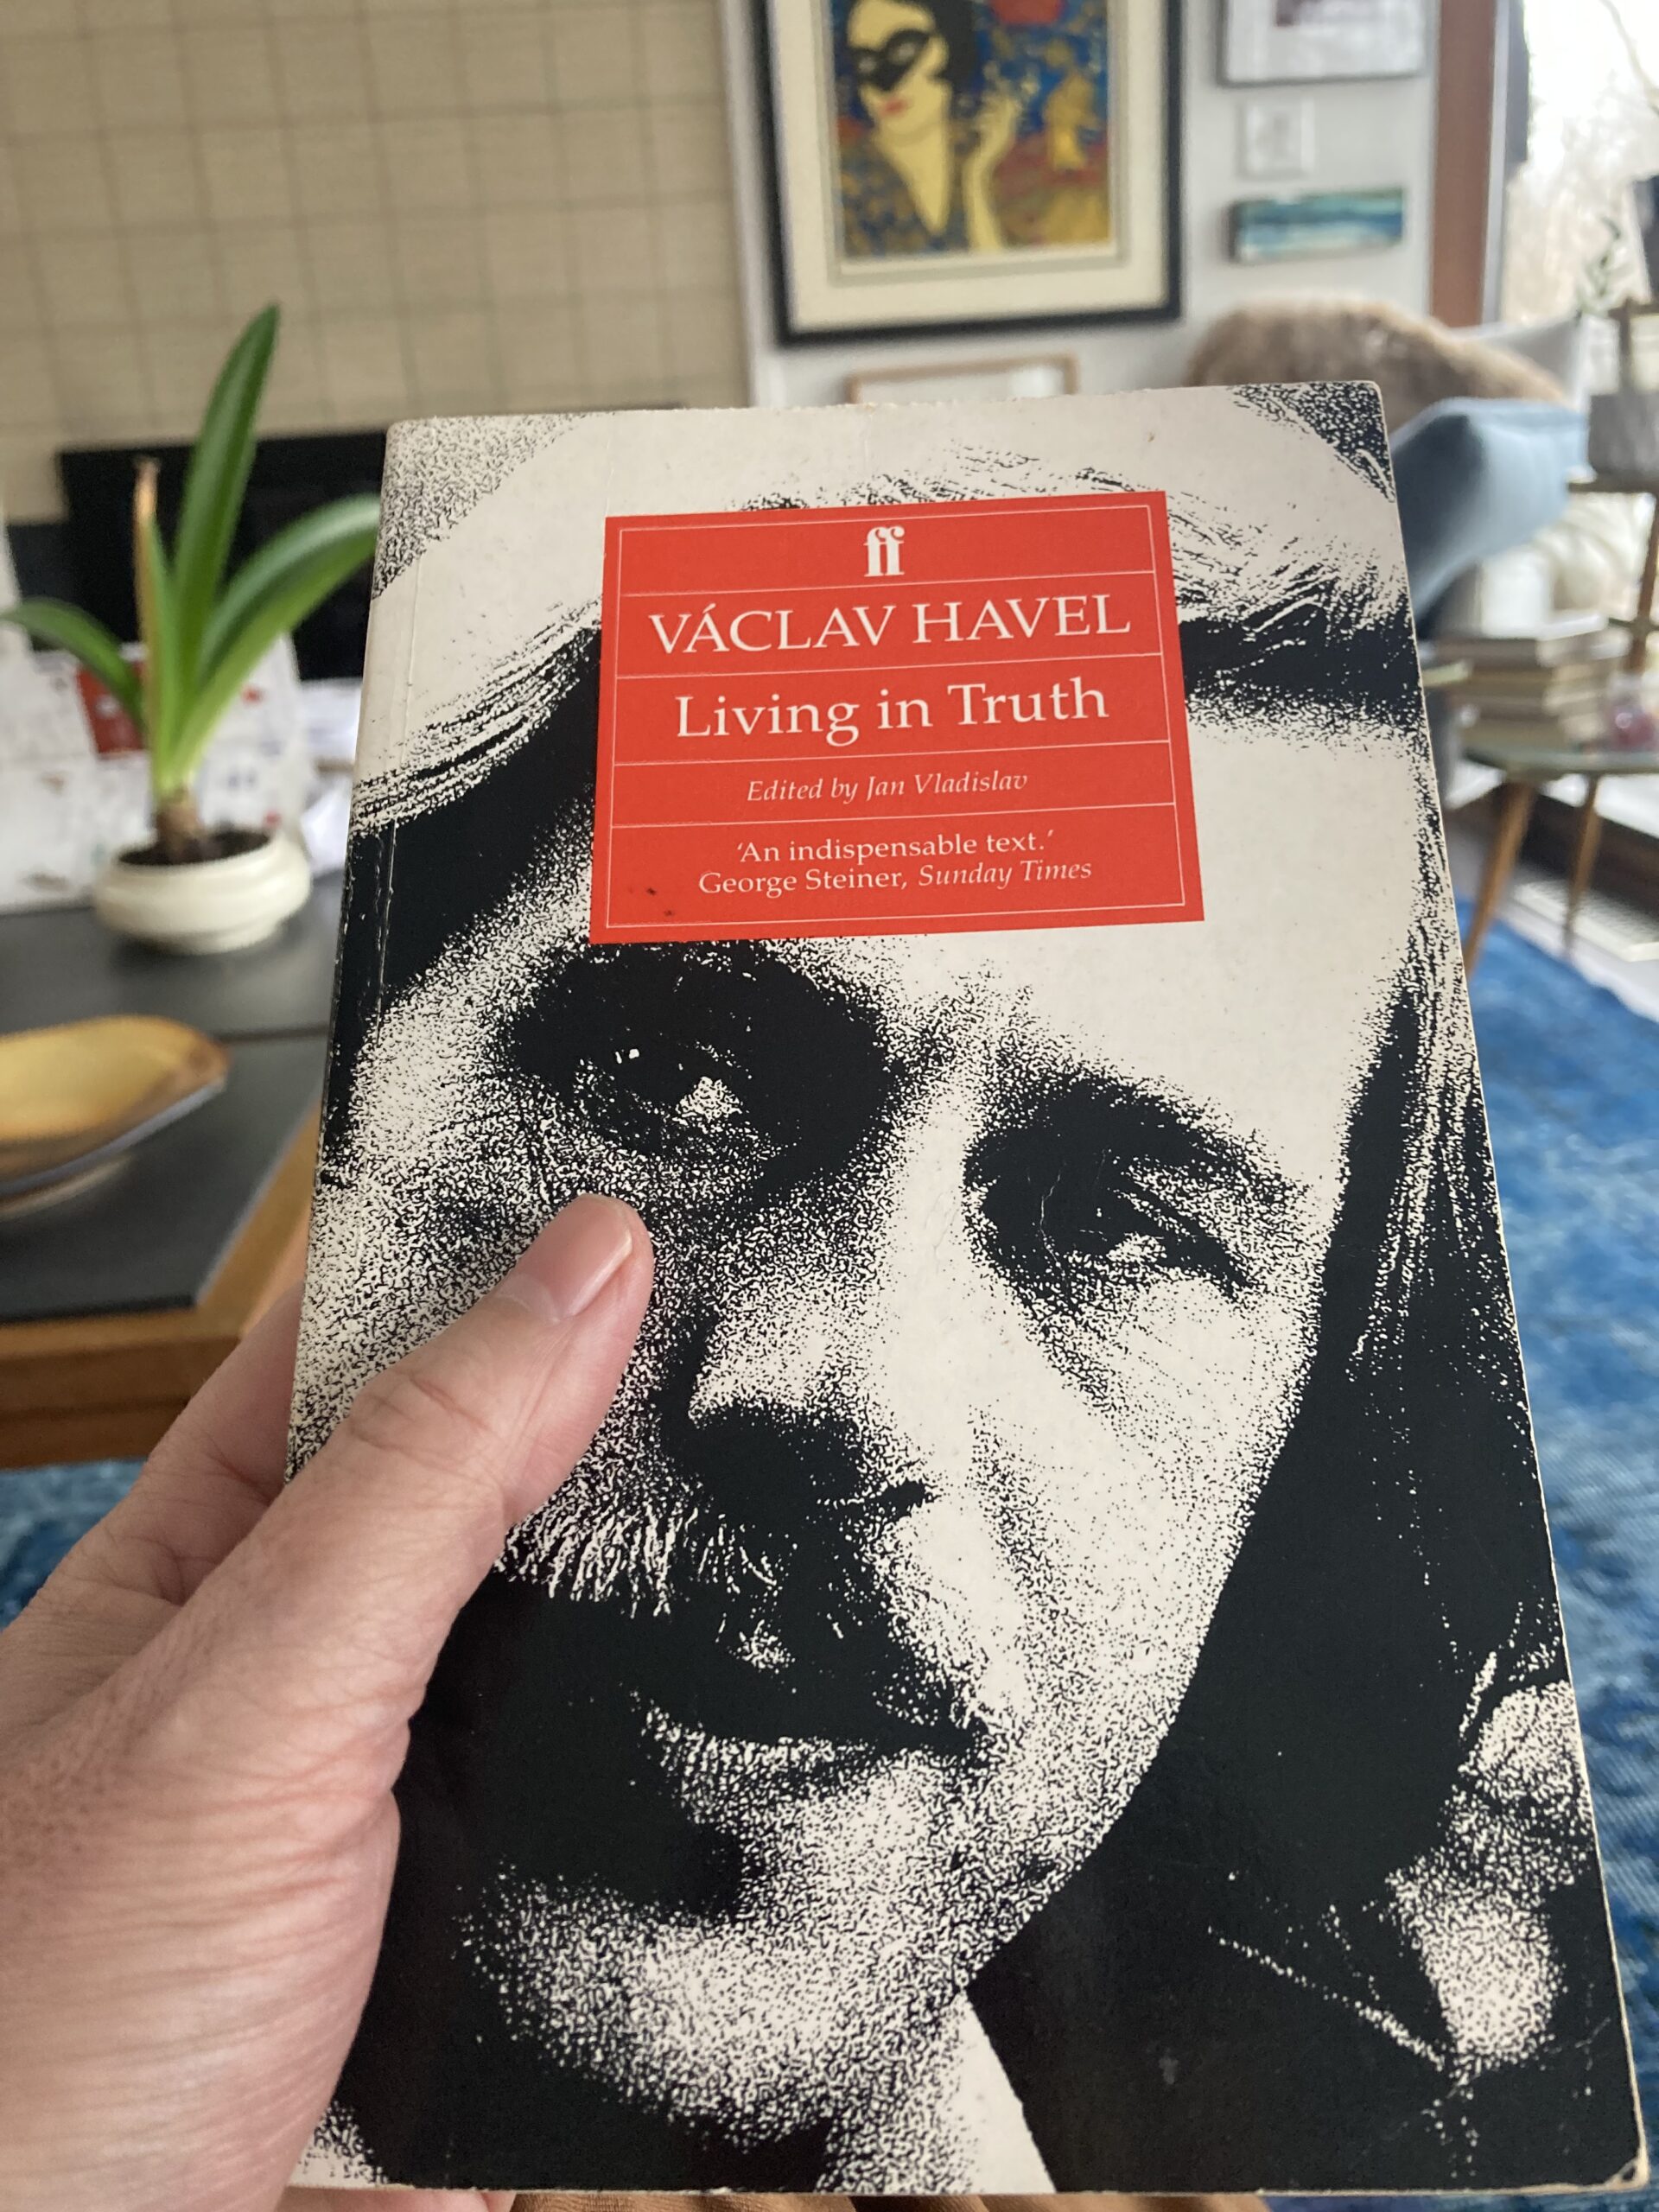 ff
VÁCLAV HAVEL
Living in Truth
Edited by Jan Vladislav
‘An indispensable text.’
George Steiner, Sunday Times